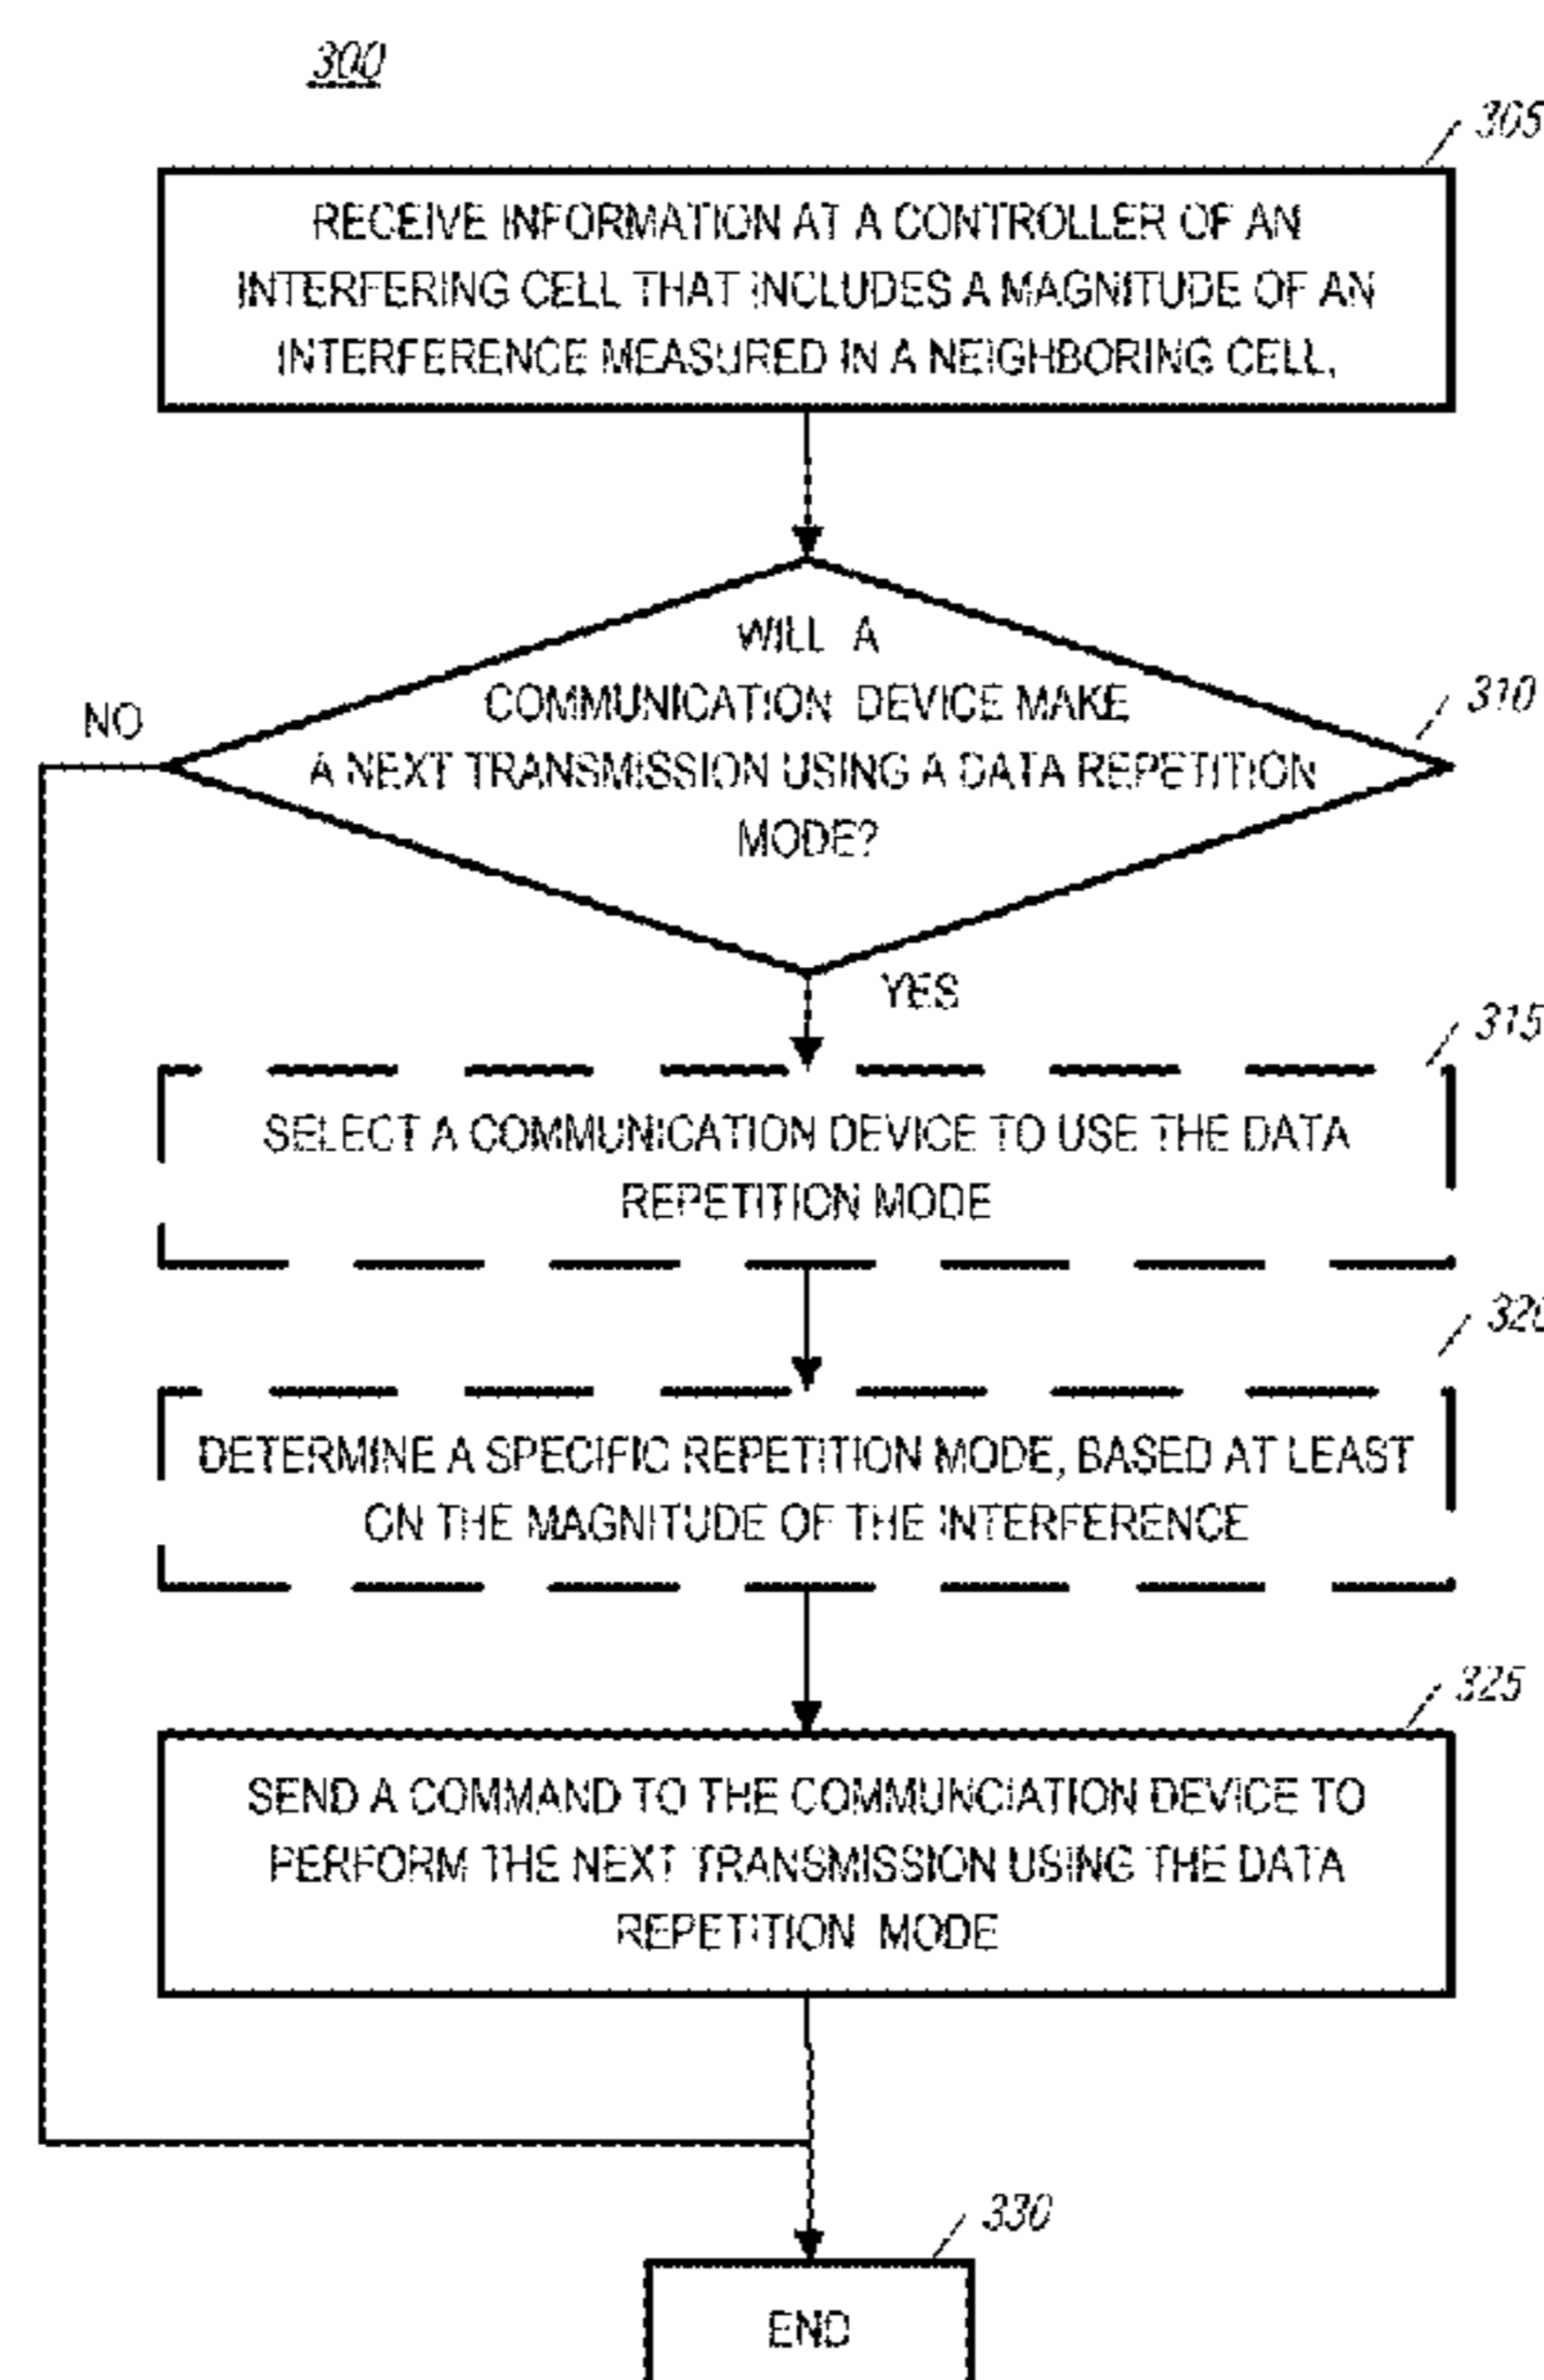 300
305
RECEIVE INFORMATION AT A CONTROLLER OF AN
INTERFERING CELL THAT INCLUDES A MAGNITUDE OF AN
INTERFERENCE MEASURED IN A NEIGHBORING CELL,
310
WILL A
COMMUNICATION DEVICE MAKE
A NEXT TRANSMISSION USING A DATA REPETITION
MODE?
NO
YES
315
SELECT A COMMUNICATION DEVICE TO USE THE DATA
REPETITION MODE
320
DETERMINE A SPECIFIC REPETITION MODE, BASED AT LEAST
ON THE MAGNITUDE OF THE INTERFERENCE
325
SEND A COMMAND TO THE COMMUNCIATION DEVICE TO
PERFORM THE NEXT TRANSMISSION USING THE DATA
REPETITION MODE
330
END